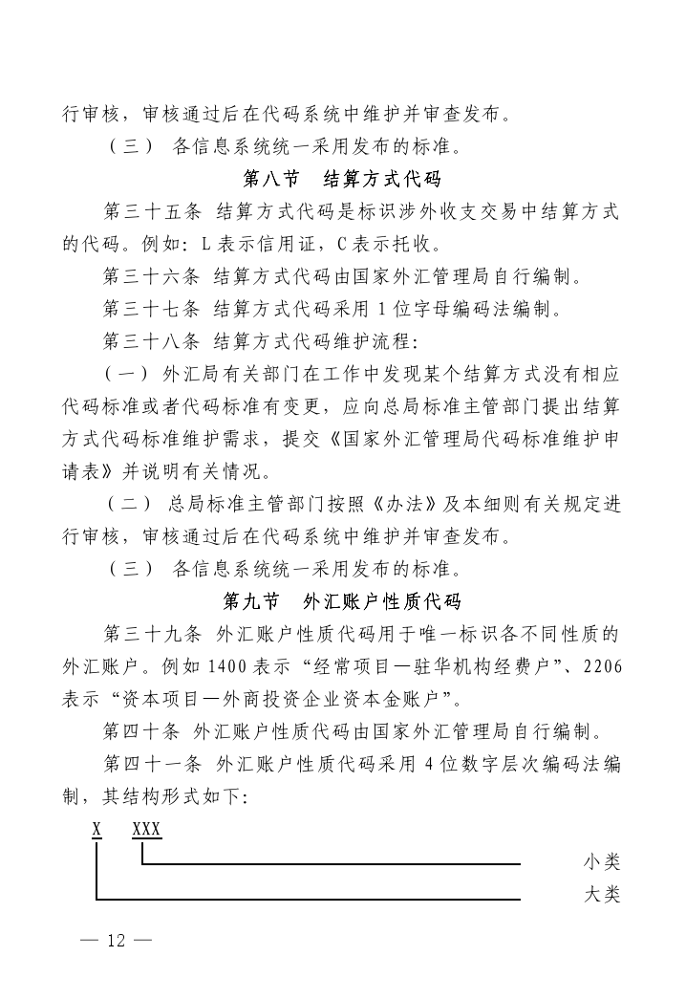 行审核，审核通过后在代码系统中维护并审查发布。
（三） 各信息系统统一采用发布的标准。
第八节　结算方式代码
第三十五条 结算方式代码是标识涉外收支交易中结算方式
的代码。例如：L 表示信用证，C 表示托收。
第三十六条 结算方式代码由国家外汇管理局自行编制。
第三十七条 结算方式代码采用 1 位字母编码法编制。
第三十八条 结算方式代码维护流程：
（一） 外汇局有关部门在工作中发现某个结算方式没有相应
代码标准或者代码标准有变更，应向总局标准主管部门提出结算
方式代码标准维护需求，提交《国家外汇管理局代码标准维护申
请表》并说明有关情况。
（二） 总局标准主管部门按照《办法》及本细则有关规定进
行审核，审核通过后在代码系统中维护并审查发布。
（三） 各信息系统统一采用发布的标准。
第九节　外汇账户性质代码
第三十九条 外汇账户性质代码用于唯一标识各不同性质的
外汇账户。例如 1400 表示“经常项目—驻华机构经费户”、2206
表示“资本项目—外商投资企业资本金账户”。
第四十条 外汇账户性质代码由国家外汇管理局自行编制。
第四十一条 外汇账户性质代码采用 4 位数字层次编码法编
制，其结构形式如下：
X XXX
小类
大类
— 12 —